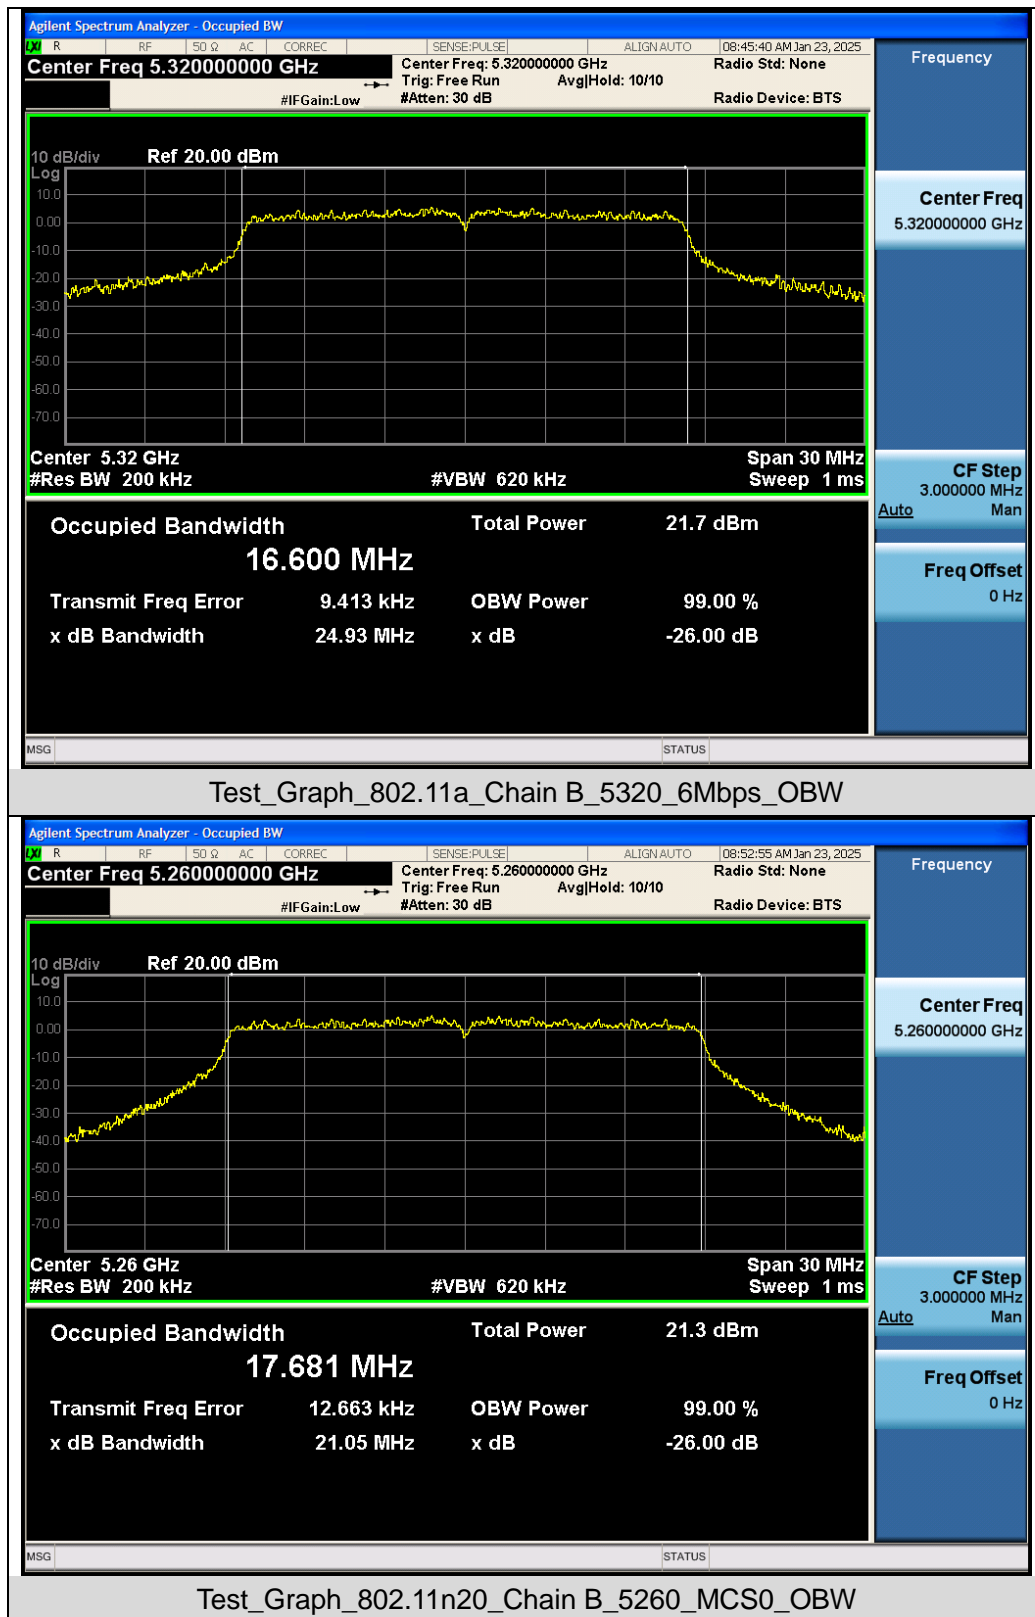 Agilent Spectrum Analyzer - Occupied BW
LXI R RF 50 Ω AC CORREC SENSE:PULSE ALIGN AUTO 08:45:40 AM Jan 23, 2025
Center Freq 5.320000000 GHz
Center Freq: 5.320000000 GHz
Radio Std: None
Trig: Free Run Avg|Hold: 10/10
#IFGain:Low
#Atten: 30 dB
Radio Device: BTS
Frequency
10 dB/div Ref 20.00 dBm
Log
10.0
0.00
-10.0
-20.0
-30.0
-40.0
-50.0
-60.0
-70.0
Center Freq
5.320000000 GHz
Center 5.32 GHz Span 30 MHz
#Res BW 200 kHz #VBW 620 kHz Sweep 1 ms
CF Step
3.000000 MHz
Auto Man
Occupied Bandwidth Total Power 21.7 dBm
16.600 MHz
Transmit Freq Error 9.413 kHz OBW Power 99.00 %
x dB Bandwidth 24.93 MHz x dB -26.00 dB
Freq Offset
0 Hz
MSG STATUS
Test_Graph_802.11a_Chain B_5320_6Mbps_OBW
Agilent Spectrum Analyzer - Occupied BW
LXI R RF 50 Ω AC CORREC SENSE:PULSE ALIGN AUTO 08:52:55 AM Jan 23, 2025
Center Freq 5.260000000 GHz
Center Freq: 5.260000000 GHz
Radio Std: None
Trig: Free Run Avg|Hold: 10/10
#IFGain:Low
#Atten: 30 dB
Radio Device: BTS
Frequency
10 dB/div Ref 20.00 dBm
Log
10.0
0.00
-10.0
-20.0
-30.0
-40.0
-50.0
-60.0
-70.0
Center Freq
5.260000000 GHz
Center 5.26 GHz Span 30 MHz
#Res BW 200 kHz #VBW 620 kHz Sweep 1 ms
CF Step
3.000000 MHz
Auto Man
Occupied Bandwidth Total Power 21.3 dBm
17.681 MHz
Transmit Freq Error 12.663 kHz OBW Power 99.00 %
x dB Bandwidth 21.05 MHz x dB -26.00 dB
Freq Offset
0 Hz
MSG STATUS
Test_Graph_802.11n20_Chain B_5260_MCS0_OBW